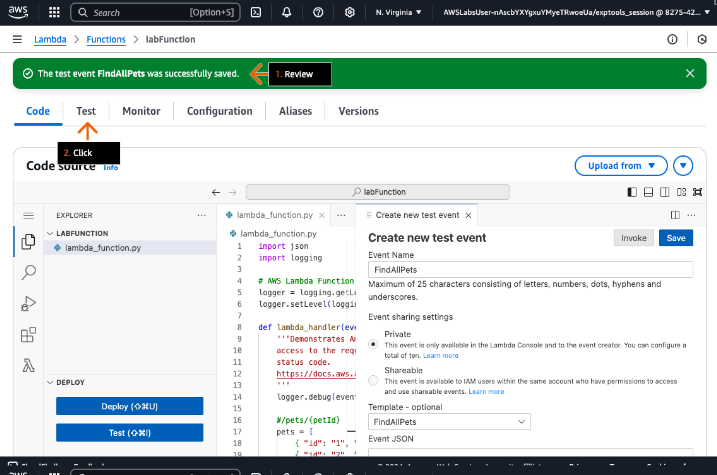 aws
Search
[Option+S]
N. Virginia
AWSLabsUser-nAscbYXYgxuYMyeTRwoeUa/exptools_session @ 8275-42...
Lambda
Functions
labFunction
The test event FindAllPets was successfully saved.
1. Review
Code
Test
Monitor
Configuration
Aliases
Versions
2. Click
Code source
Info
Upload from
labFunction
EXPLORER
LABFUNCTION
lambda_function.py
DEPLOY
Deploy (⇧⌘U)
Test (⇧⌘I)
lambda_function.py
lambda_function.py
1 import json
2 import logging
3
4 # AWS Lambda Function
5 logger = logging.getLe
6 logger.setLevel(loggin
7
8 def lambda_handler(eve
9 '''Demonstrates Am
10 access to the requ
11 status code.
12 https://docs.aws.a
13 '''
14 logger.debug(event
15
16 #/pets/{petId}
17 pets = [
18 { "id": "1", "
19 { "id": "2", "
Create new test event
Create new test event
Invoke
Save
Event Name
FindAllPets
Maximum of 25 characters consisting of letters, numbers, dots, hyphens and
underscores.
Event sharing settings
Private
This event is only available in the Lambda Console and to the event creator. You can configure a
total of ten. Learn more
Shareable
This event is available to IAM users within the same account who have permissions to access
and use shareable events. Learn more
Template - optional
FindAllPets
Event JSON